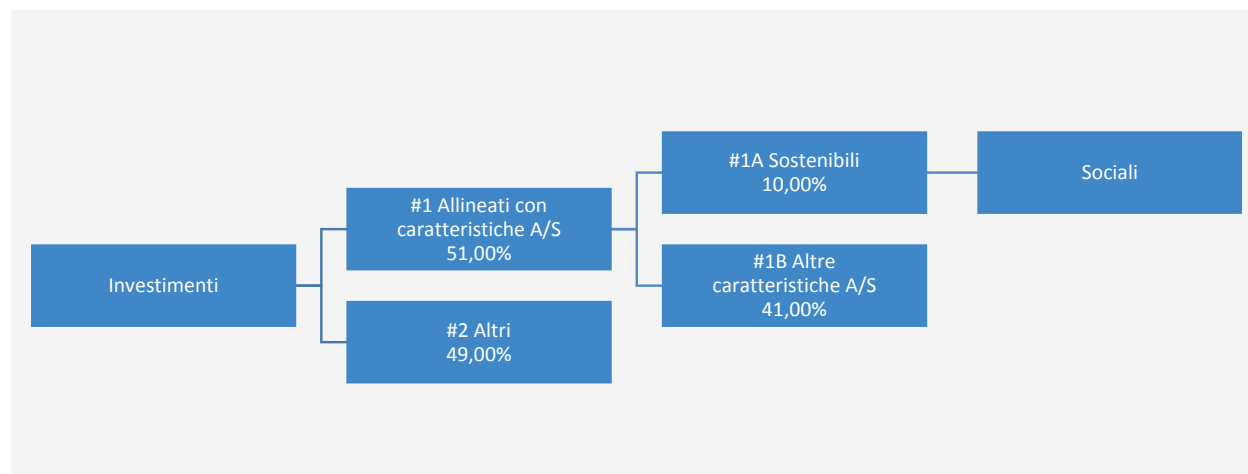 Investimenti
#1 Allineati con
caratteristiche A/S
51,00%
#2 Altri
49,00%
#1A Sostenibili
10,00%
#1B Altre
caratteristiche A/S
41,00%
Sociali